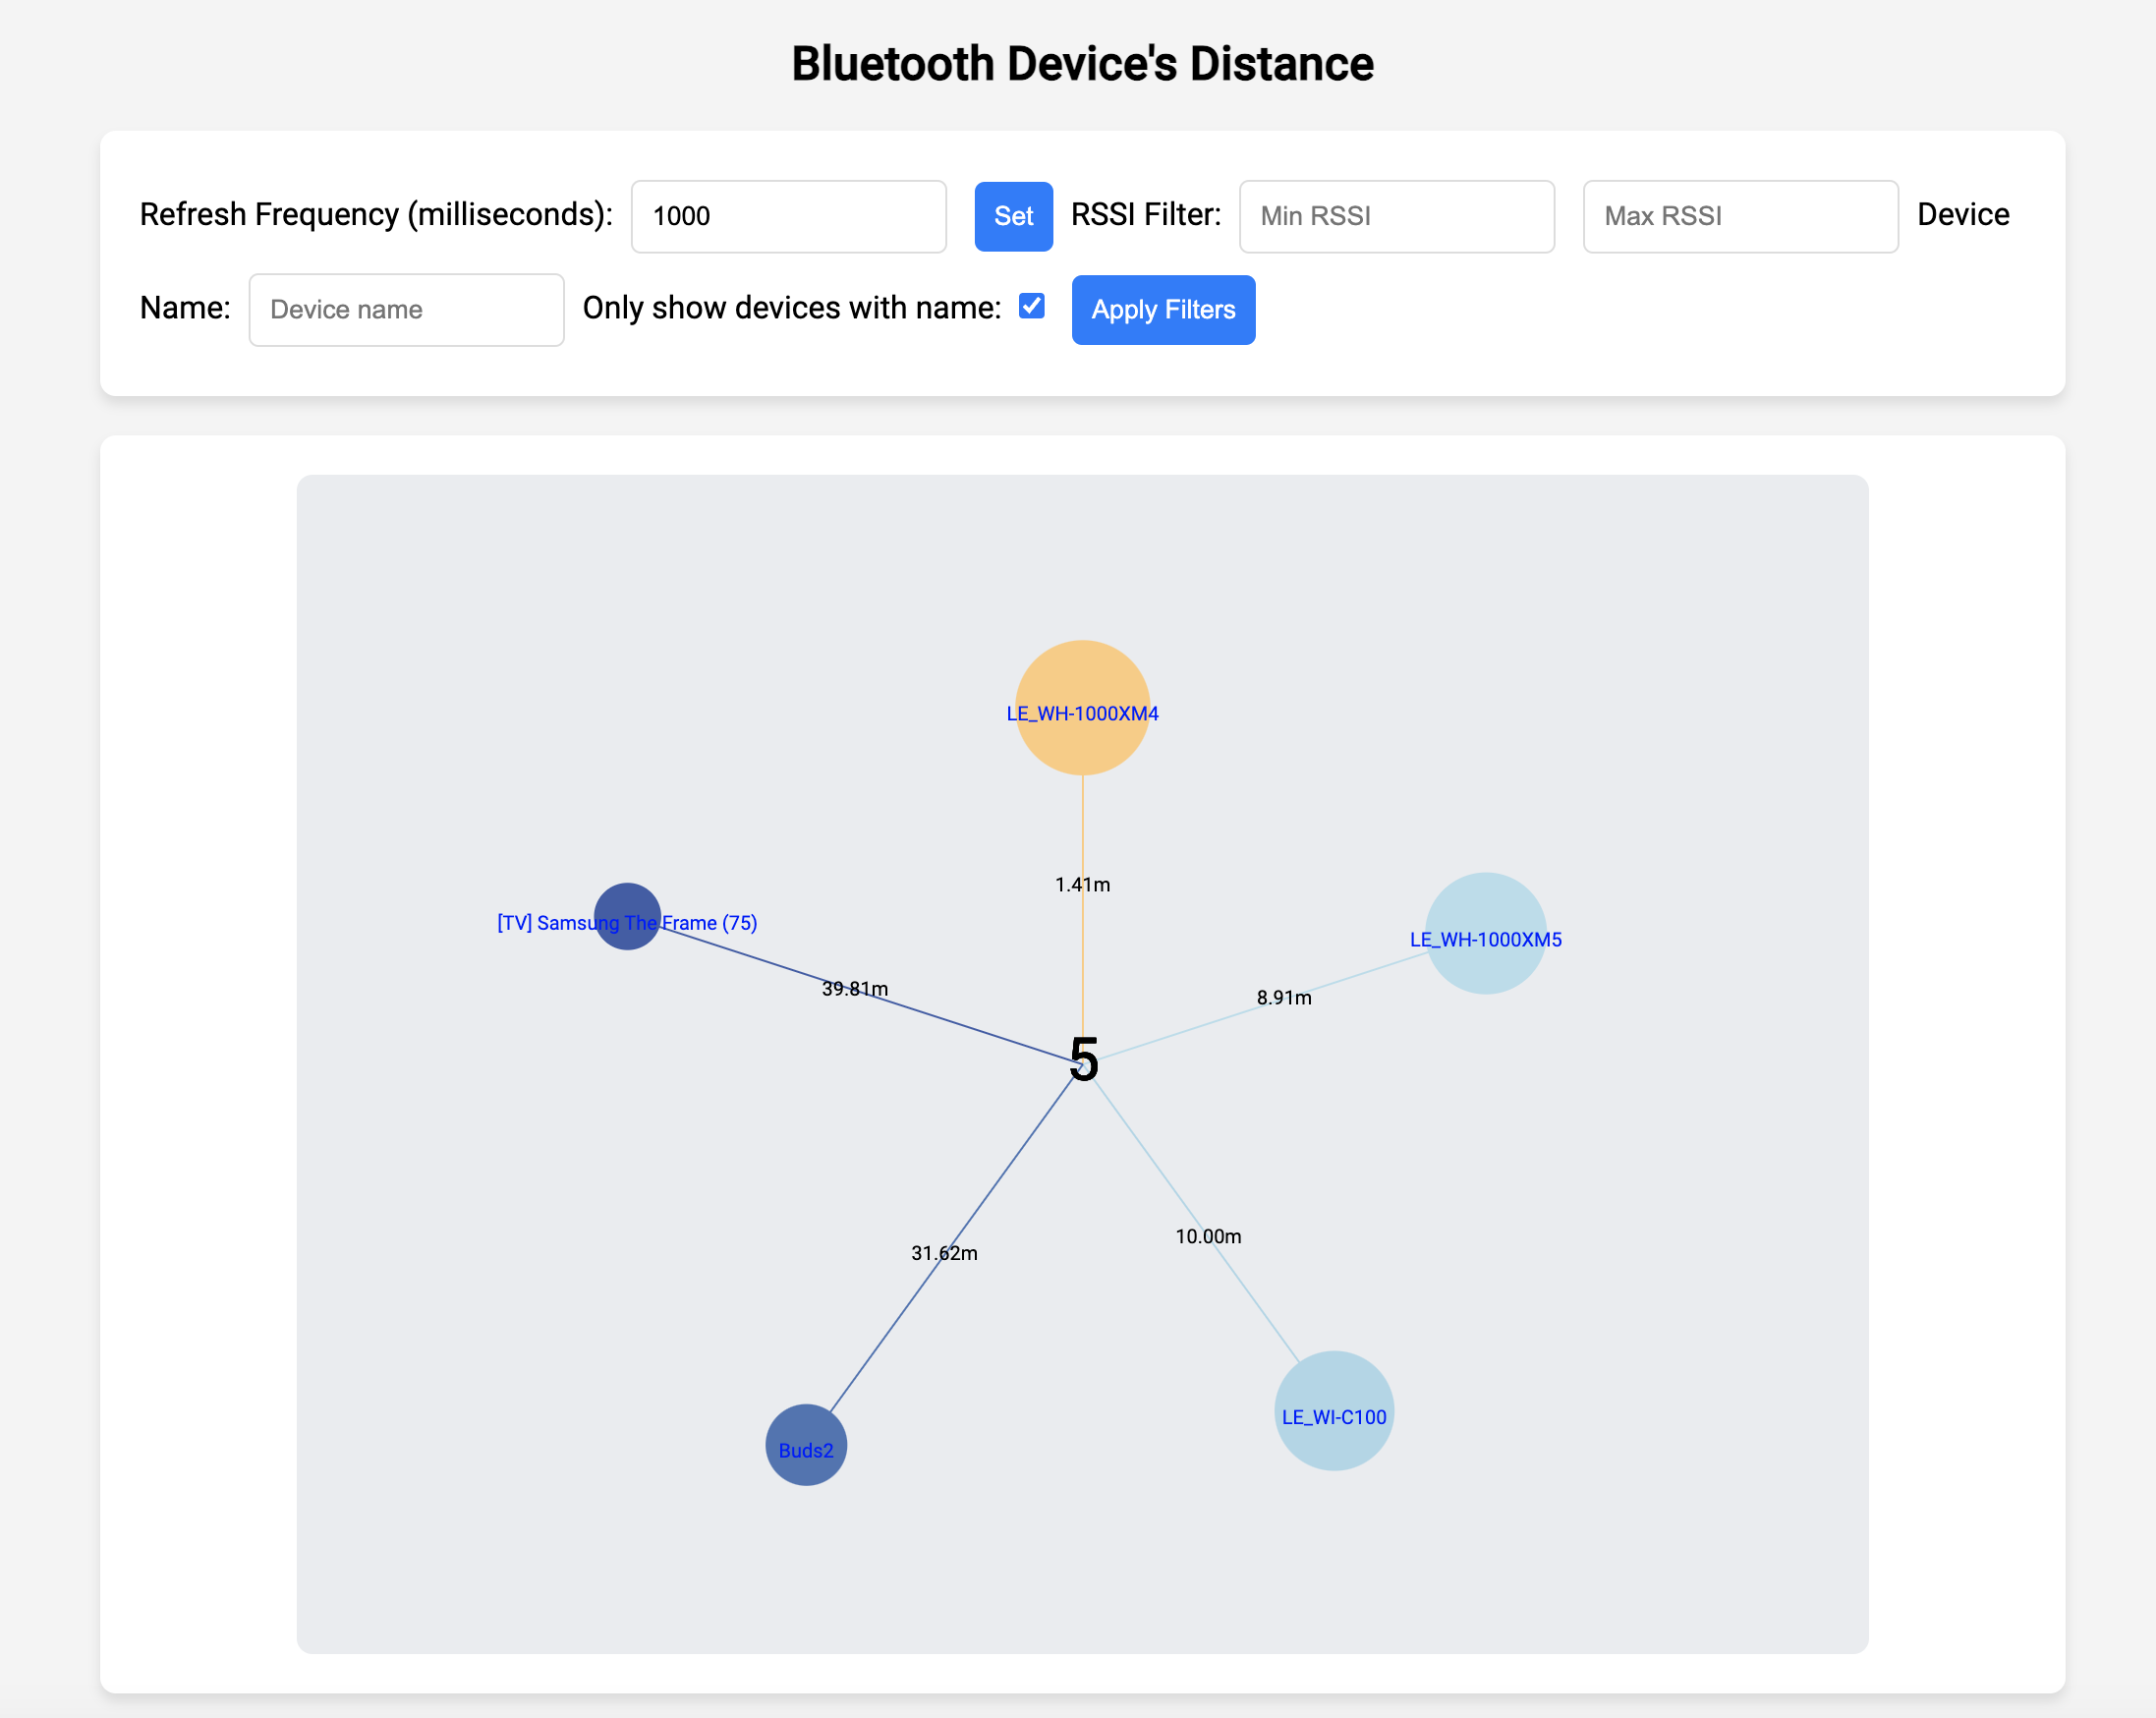 Bluetooth Device's Distance
Refresh Frequency (milliseconds): 1000 Set RSSI Filter: Min RSSI Max RSSI Device
Name: Device name Only show devices with name: Apply Filters
LE_WH-1000XM4
1.41m
[TV] Samsung The Frame (75)
LE_WH-1000XM5
39.81m
8.91m
5
10.00m
31.62m
LE_WI-C100
Buds2